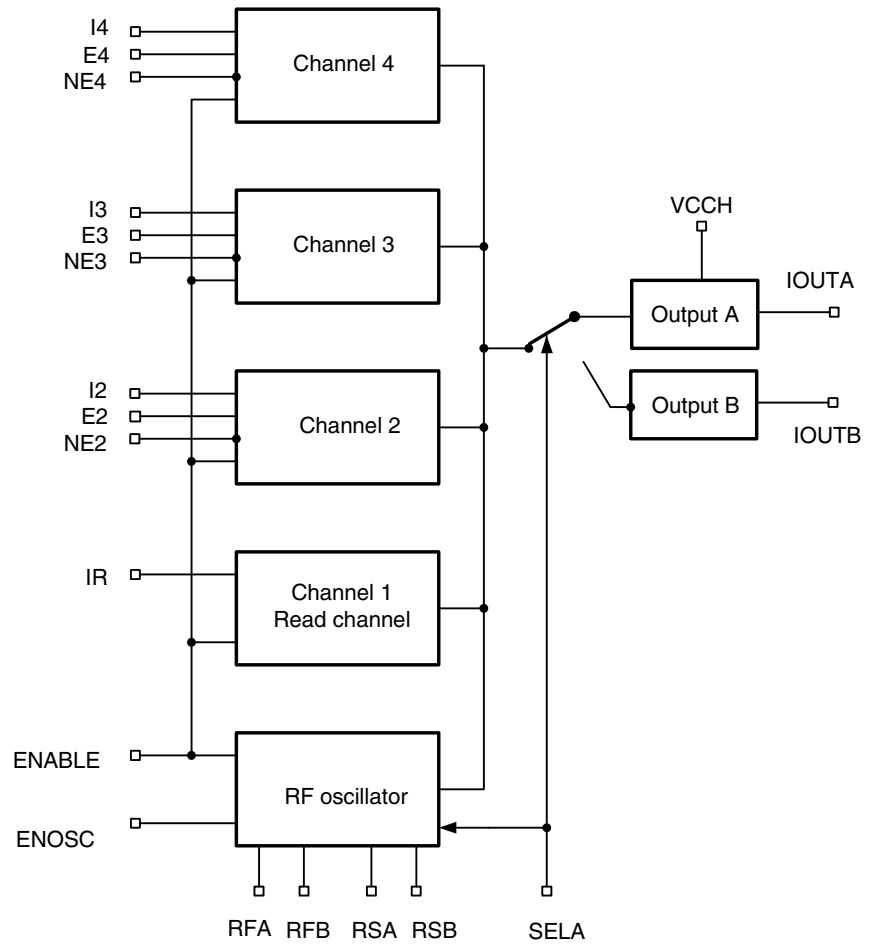 I4
E4
NE4
Channel 4
I3
E3
NE3
Channel 3
VCCH
IOUTA
Output A
I2
E2
NE2
Channel 2
Output B
IOUTB
IR
Channel 1
Read channel
ENABLE
RF oscillator
ENOSC
RFA RFB RSA RSB SELA